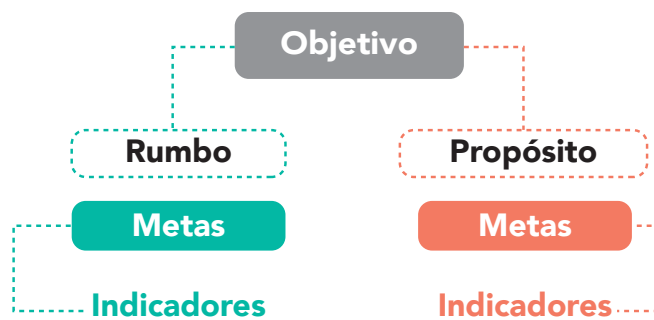 Objetivo
Rumbo
Propósito
Metas
Metas
Indicadores
Indicadores